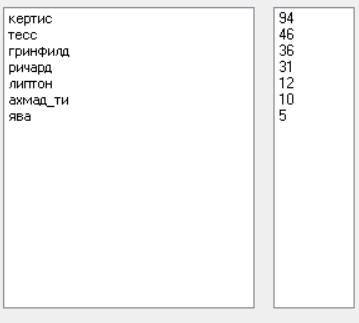 кертис 94
тесс 46
гринфилд 36
ричард 31
липтон 12
ахмад_ти 10
ява 5